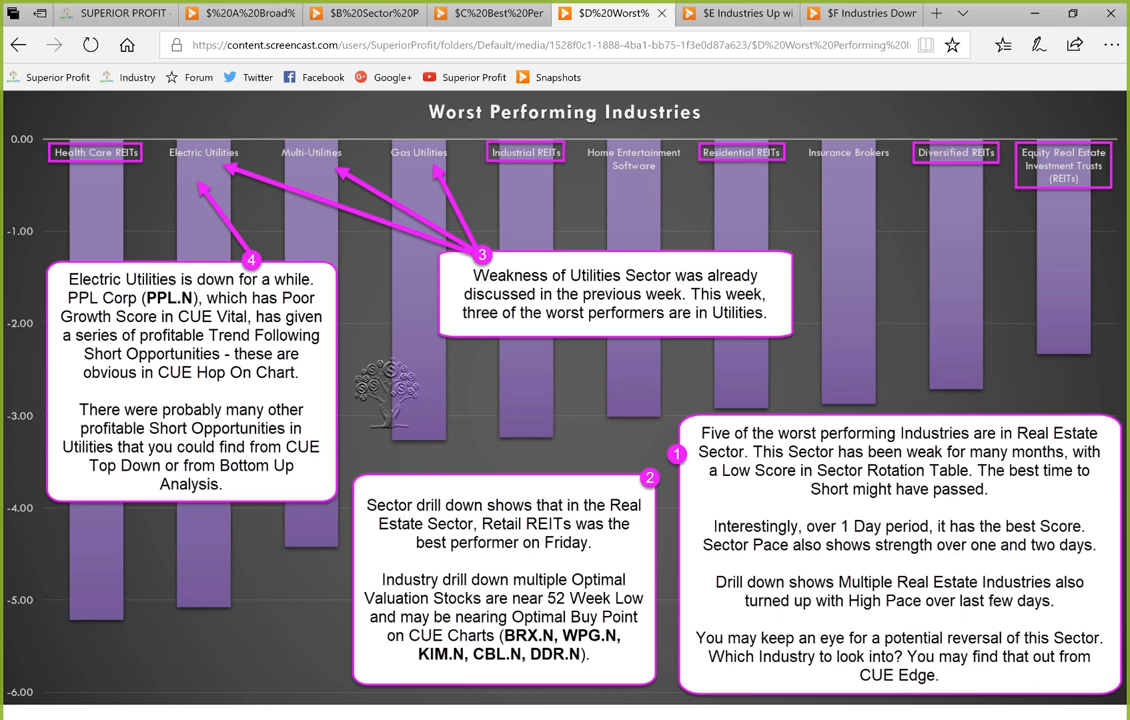 SUPERIOR PROFIT
$%20A%20Broad%
$%20B%20Sector%20P
$%20C%20Best%20Per
$%20D%20Worst%
$%20E Industries Up wi
$%20F Industries Down
https://content.screencast.com/users/SuperiorProfit/folders/Default/media/1528f0c1-1888-4ba1-bb75-1f3e0d87a623/$D%20Worst%20Performing%20I
Superior Profit
Industry
Forum
Twitter
Facebook
Google+
Superior Profit
Snapshots
Worst Performing Industries
0.00
-1.00
-2.00
-3.00
-4.00
-5.00
-6.00
Health Care REITs
Electric Utilities
Multi-Utilities
Gas Utilities
Industrial REITs
Home Entertainment
Software
Residential REITs
Insurance Brokers
Diversified REITs
Equity Real Estate
Investment Trusts
(REITs)
4
Electric Utilities is down for a while.
PPL Corp (PPL.N), which has Poor
Growth Score in CUE Vital, has given
a series of profitable Trend Following
Short Opportunities - these are
obvious in CUE Hop On Chart.
There were probably many other
profitable Short Opportunities in
Utilities that you could find from CUE
Top Down or from Bottom Up
Analysis.
3
Weakness of Utilities Sector was already
discussed in the previous week. This week,
three of the worst performers are in Utilities.
2
Sector drill down shows that in the Real
Estate Sector, Retail REITs was the
best performer on Friday.
Industry drill down multiple Optimal
Valuation Stocks are near 52 Week Low
and may be nearing Optimal Buy Point
on CUE Charts (BRX.N, WPG.N,
KIM.N, CBL.N, DDR.N).
1
Five of the worst performing Industries are in Real Estate
Sector. This Sector has been weak for many months, with
a Low Score in Sector Rotation Table. The best time to
Short might have passed.
Interestingly, over 1 Day period, it has the best Score.
Sector Pace also shows strength over one and two days.
Drill down shows Multiple Real Estate Industries also
turned up with High Pace over last few days.
You may keep an eye for a potential reversal of this Sector.
Which Industry to look into? You may find that out from
CUE Edge.